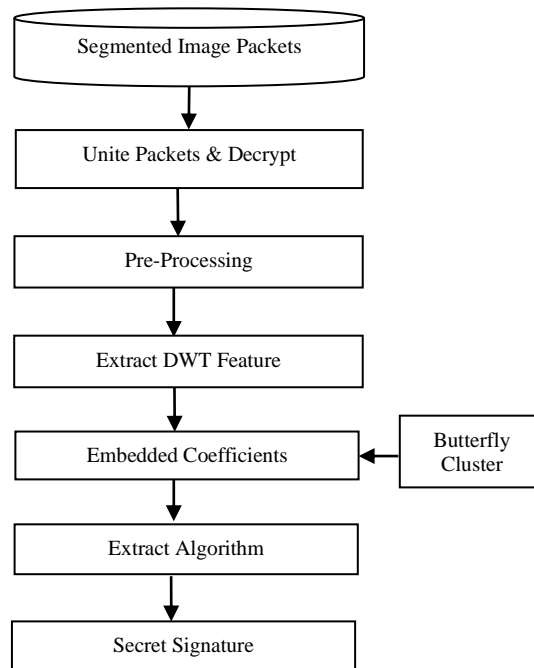 Segmented Image Packets
Unite Packets & Decrypt
Pre-Processing
Extract DWT Feature
Embedded Coefficients
Butterfly
Cluster
Extract Algorithm
Secret Signature